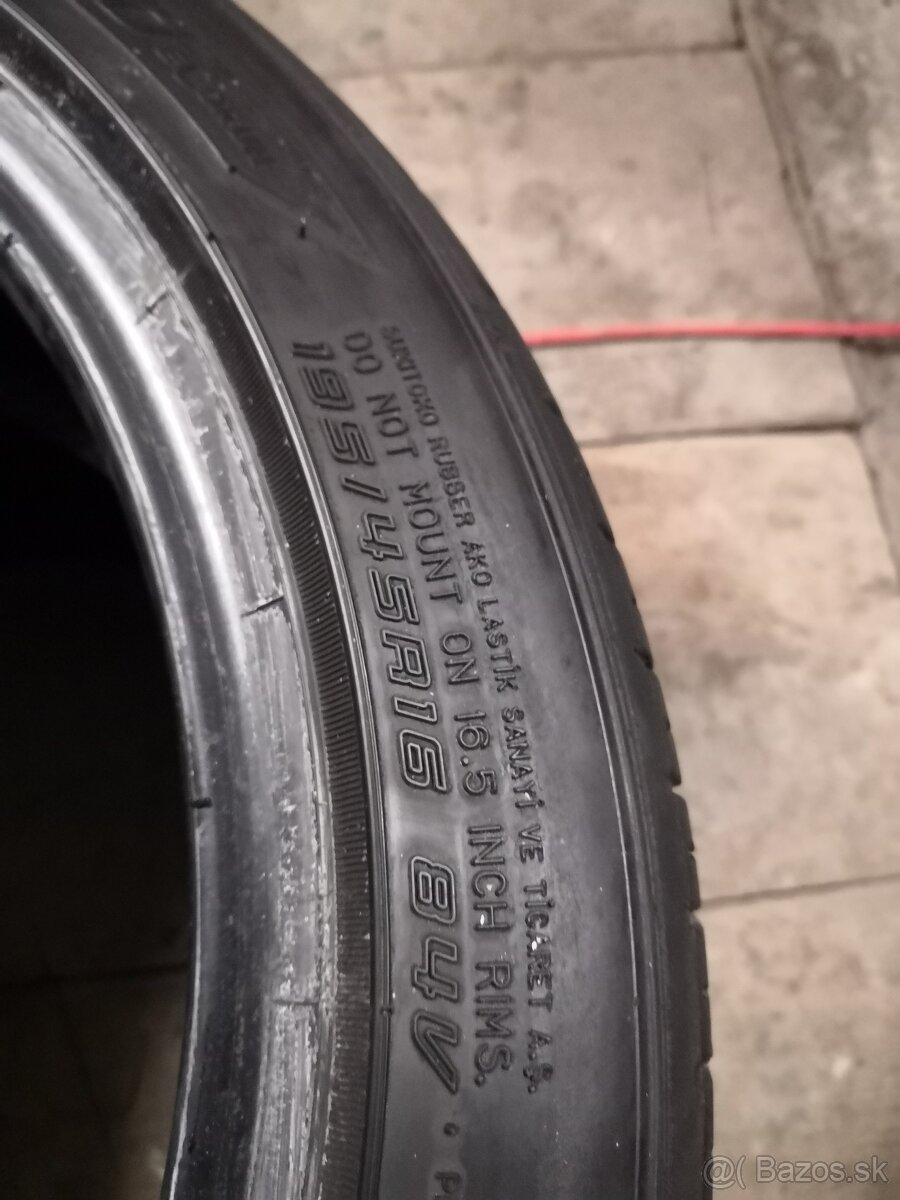 SUMITOMO RUBBER AKO LASTİK SANAYİ VE TİCARET A.Ş.
DO NOT MOUNT ON 16.5 INCH RIMS.
195/45R16 84V
@( Bazos.sk